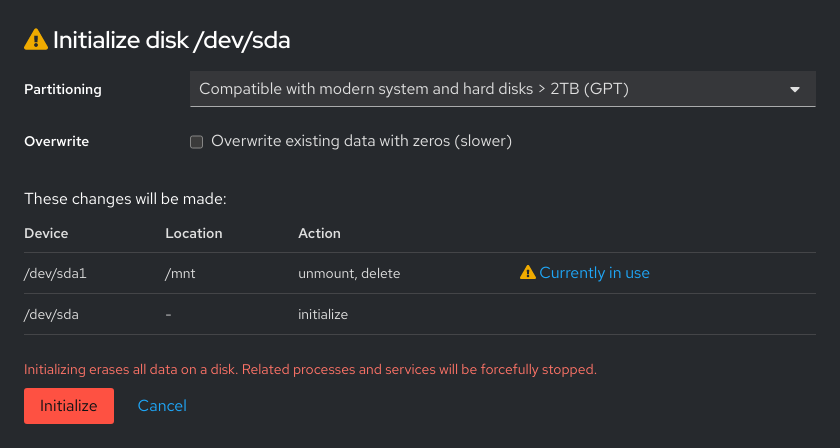 Initialize disk /dev/sda
Partitioning Compatible with modern system and hard disks > 2TB (GPT)
Overwrite Overwrite existing data with zeros (slower)
These changes will be made:
Device Location Action
/dev/sda1 /mnt unmount, delete Currently in use
/dev/sda - initialize
Initializing erases all data on a disk. Related processes and services will be forcefully stopped.
Initialize Cancel